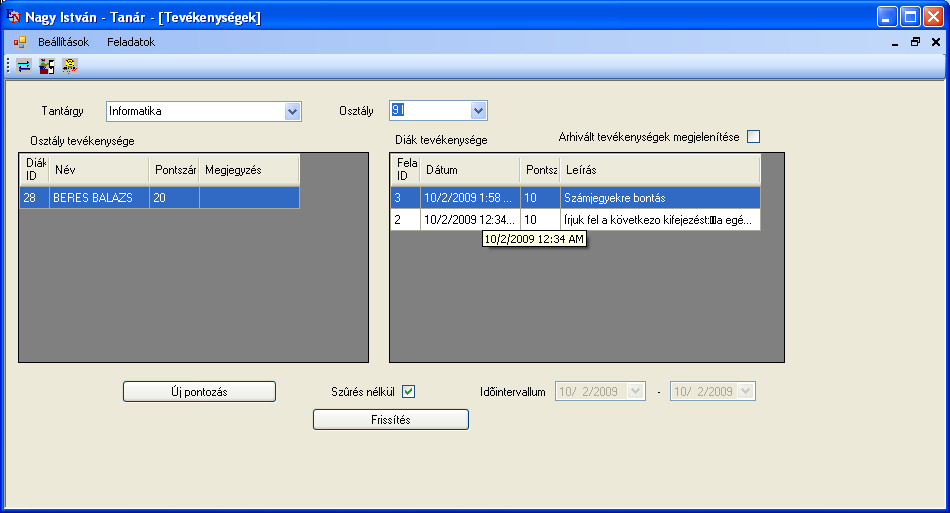 Nagy István - Tanár - [Tevékenységek]
Beállítások Feladatok
Tantárgy Informatika Osztály 9 I
Osztály tevékenysége Diák tevékenysége Arhivált tevékenységek megjelenítése
Diák ID Név Pontszár Megjegyzés
28 BERES BALAZS 20
Fela ID Dátum Pontsz Leírás
3 10/2/2009 1:58 ... 10 Számjegyekre bontás
2 10/2/2009 12:34... 10 Írjuk fel a következo kifejezést: a egé...
10/2/2009 12:34 AM
Új pontozás Szûrés nélkül Idõintervallum 10/ 2/2009 - 10/ 2/2009
Frissítés